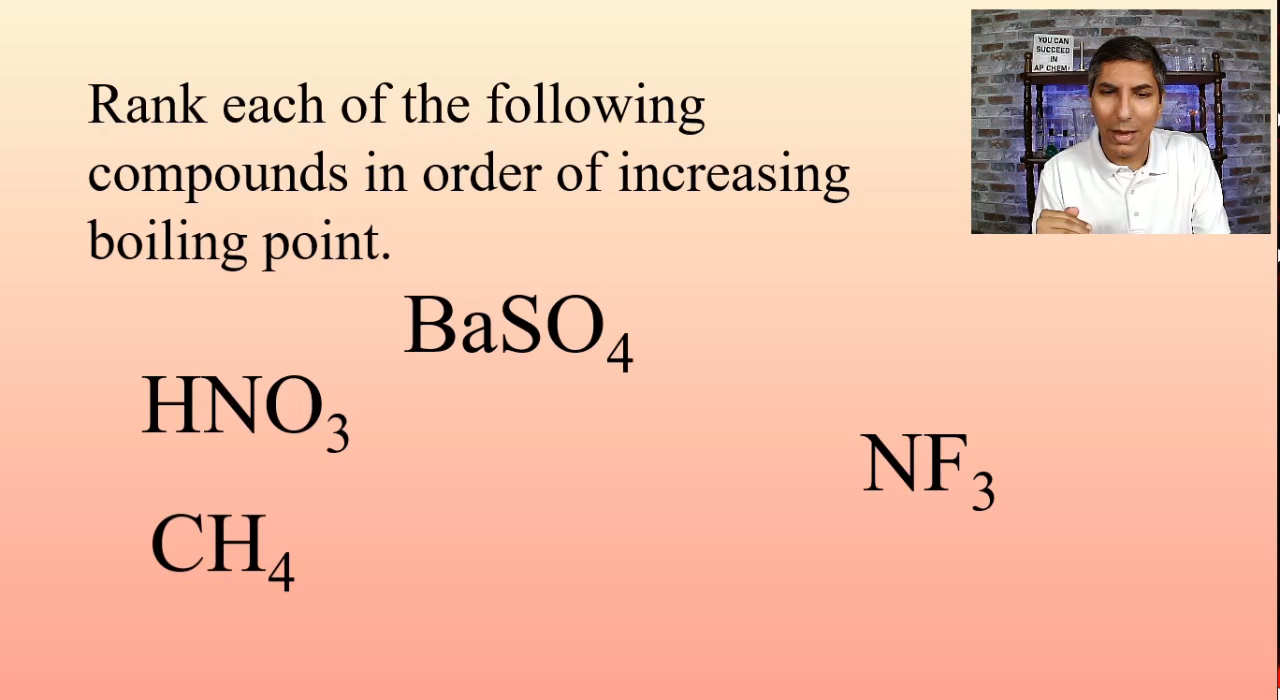 Rank each of the following
compounds in order of increasing
boiling point.
BaSO₄
HNO₃
NF₃
CH₄
YOU CAN
SUCCEED
IN
AP CHEM!